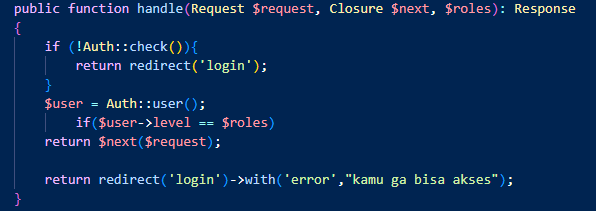 public function handle(Request $request, Closure $next, $roles): Response
{
    if (!Auth::check()){
        return redirect('login');
    }
    $user = Auth::user();
        if($user->level == $roles)
    return $next($request);

    return redirect('login')->with('error',"kamu ga bisa akses");
}